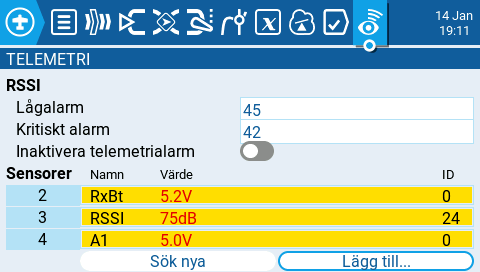 14 Jan
19:11
TELEMETRI
RSSI
Lågalarm 45
Kritiskt alarm 42
Inaktivera telemetrialarm
Sensorer Namn Värde ID
2 RxBt 5.2V 0
3 RSSI 75dB 24
4 A1 5.0V 0
Sök nya Lägg till...